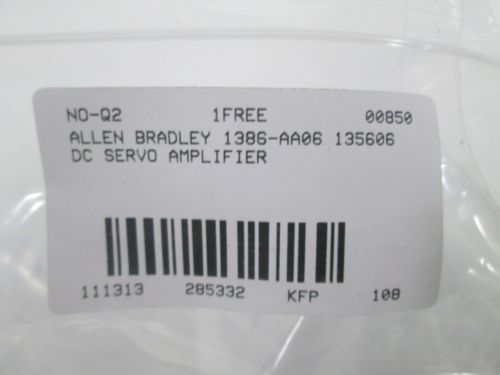 NO-Q2 1FREE 00850
ALLEN BRADLEY 1386-AA06 135606
DC SERVO AMPLIFIER
111313 285332 KFP 108